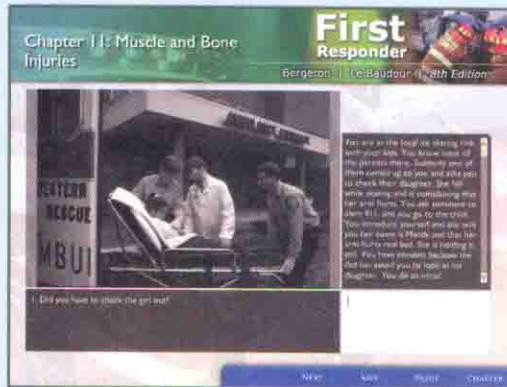 Chapter 11: Muscle and Bone
Injuries
First
Responder
Bergeron | Le Baudour | 8th Edition
AMBULANCE
WESTERN
RESCUE
MBUL
You are at the local ice skating rink
with your kids. You know most of
the parents there. Suddenly one of
them comes up to you and asks you
to check their daughter. She fell
while skating and is complaining that
her arm hurts. You ask someone to
alert 911, and you go to the child.
You introduce yourself and she tells
you her name is Mandy and that her
arm hurts real bad. She is holding it
still. You have consent because the
dad has asked you to look at his
daughter. You do an initial
1. Did you have to check the girl out?
NEXT
SAVE
PRINT
CHAPTER